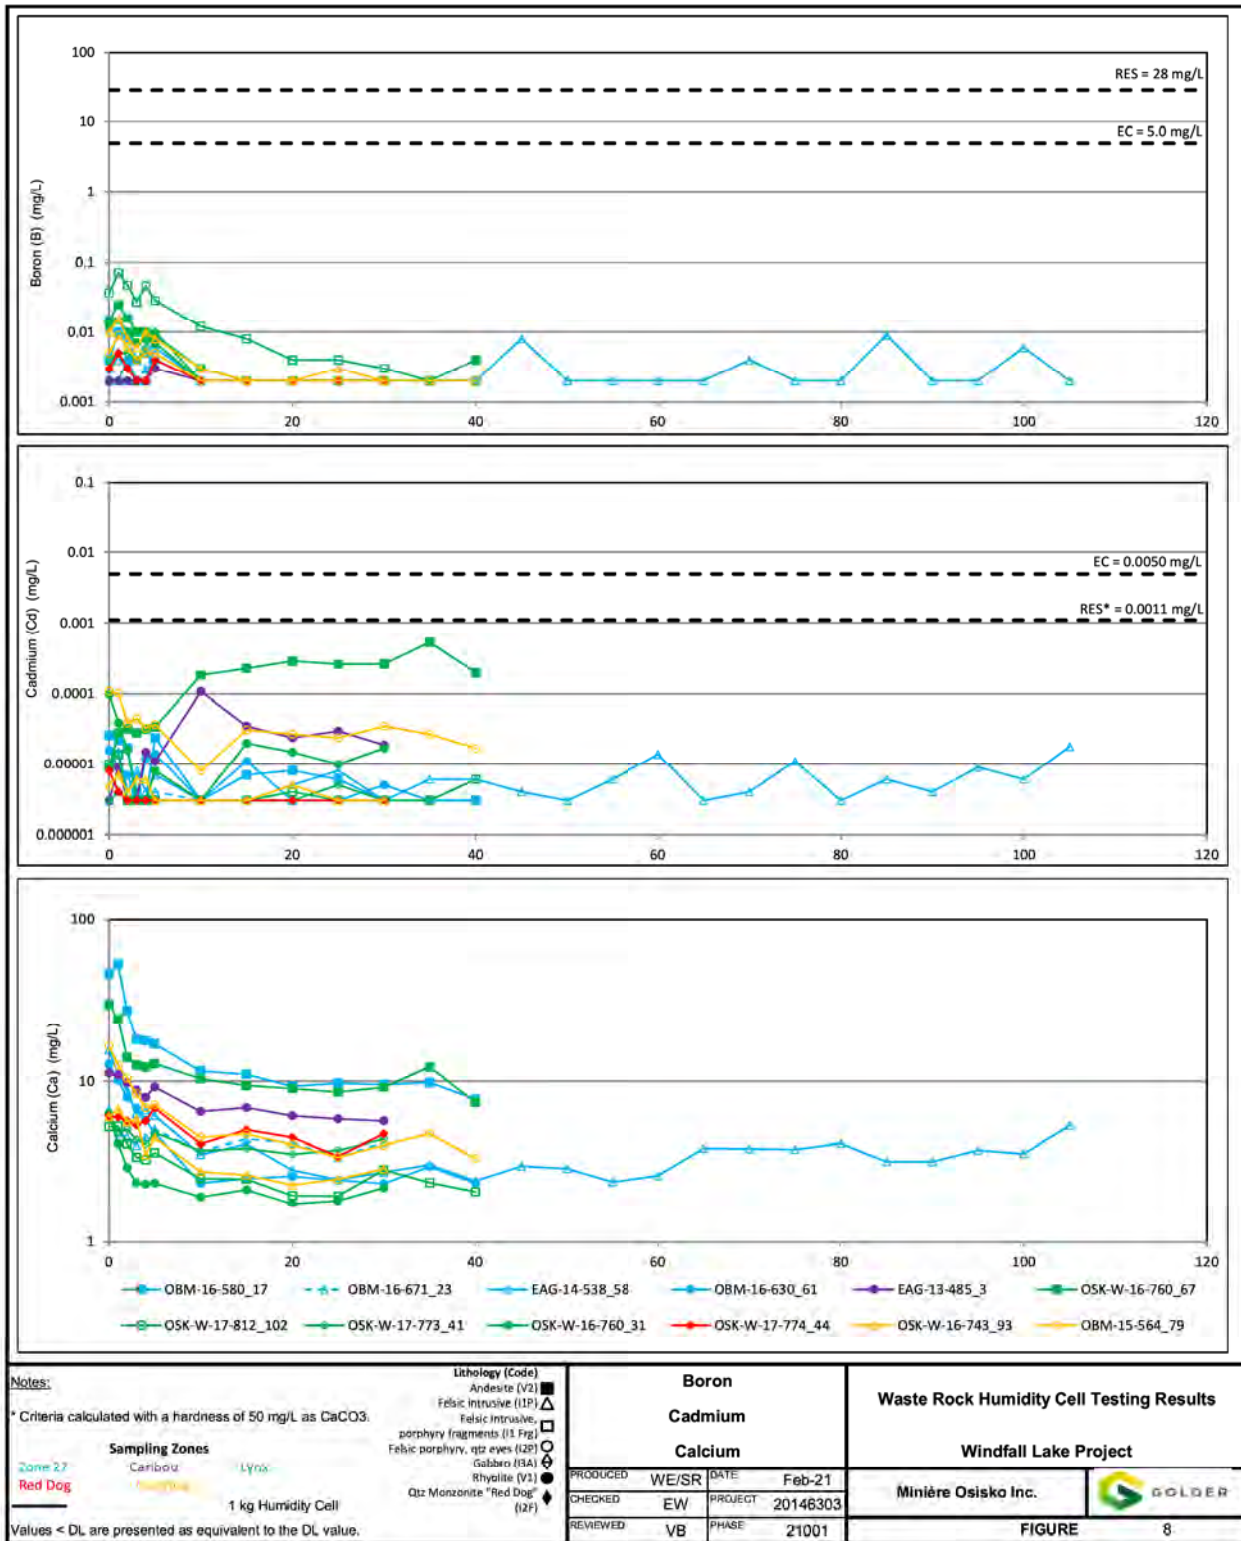 100
10
1
0.1
0.01
0.001
Boron (B) (mg/L)
RES = 28 mg/L
EC = 5.0 mg/L
0 20 40 60 80 100 120
0.1
0.01
0.001
0.0001
0.00001
0.000001
Cadmium (Cd) (mg/L)
EC = 0.0050 mg/L
RES* = 0.0011 mg/L
0 20 40 60 80 100 120
100
10
1
Calcium (Ca) (mg/L)
0 20 40 60 80 100 120
OBM-16-580_17 OBM-16-671_23 EAG-14-538_58 OBM-16-630_61 EAG-13-485_3 OSK-W-16-760_67
OSK-W-17-812_102 OSK-W-17-773_41 OSK-W-16-760_31 OSK-W-17-774_44 OSK-W-16-743_93 OBM-15-564_79
Notes:
* Criteria calculated with a hardness of 50 mg/L as CaCO3.
Sampling Zones
Zone 27 Caribou Lynx
Red Dog
1 kg Humidity Cell
Values < DL are presented as equivalent to the DL value.
Lithology (Code)
Andesite (V2)
Felsic Intrusive (I1P)
Felsic Intrusive,
porphyry fragments (I1 Frg)
Felsic porphyry, qtz eyes (I2P)
Gabbro (I3A)
Rhyolite (V1)
Qtz Monzonite "Red Dog"
(I2F)
Boron
Cadmium
Calcium
PRODUCED WE/SR DATE Feb-21
CHECKED EW PROJECT 20146303
REVIEWED VB PHASE 21001
Waste Rock Humidity Cell Testing Results
Windfall Lake Project
Minière Osisko Inc.
GOLDER
FIGURE 8